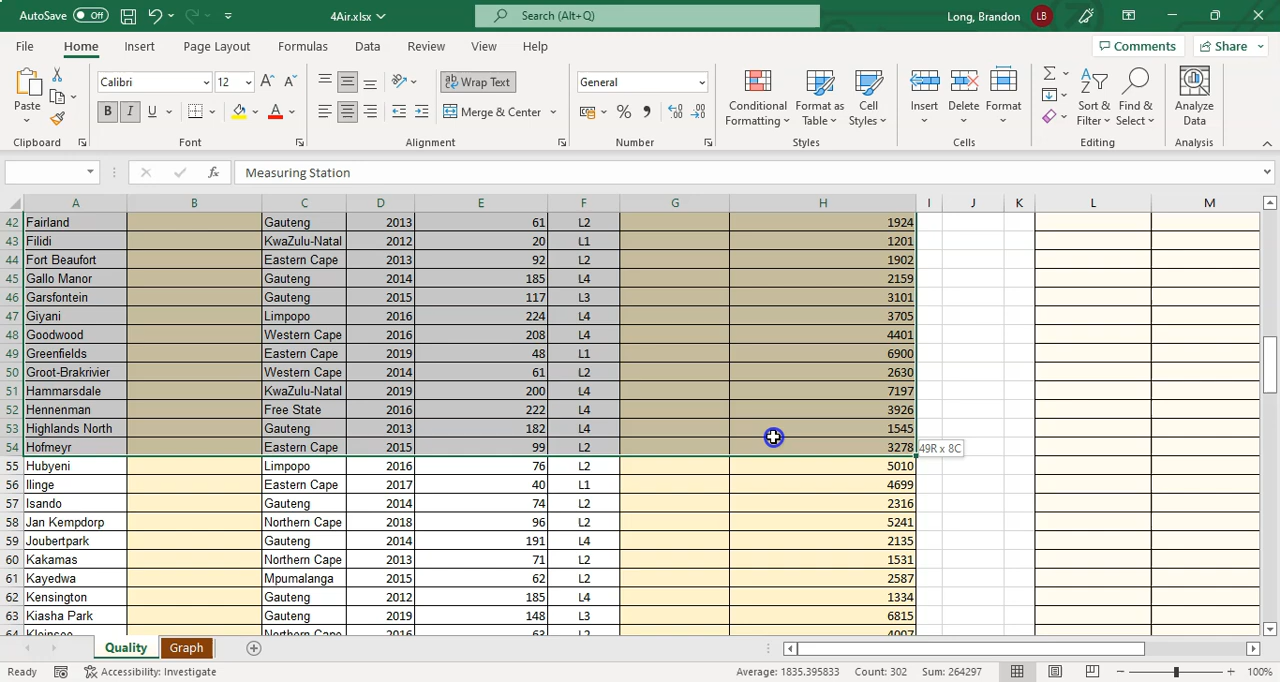 AutoSave Off 4Air.xlsx Search (Alt+Q) Long, Brandon LB
File Home Insert Page Layout Formulas Data Review View Help Comments Share
Paste Calibri 12 A A Wrap Text General Conditional Formatting Format as Table Cell Styles Insert Delete Format Sort & Filter Find & Select Analyze Data
B I U A Merge & Center % ,
Clipboard Font Alignment Number Styles Cells Editing Analysis
fx Measuring Station
A B C D E F G H I J K L M
42 Fairland Gauteng 2013 61 L2 1924
43 Filidi KwaZulu-Natal 2012 20 L1 1201
44 Fort Beaufort Eastern Cape 2013 92 L2 1902
45 Gallo Manor Gauteng 2014 185 L4 2159
46 Garsfontein Gauteng 2015 117 L3 3101
47 Giyani Limpopo 2016 224 L4 3705
48 Goodwood Western Cape 2016 208 L4 4401
49 Greenfields Eastern Cape 2019 48 L1 6900
50 Groot-Brakrivier Western Cape 2014 61 L2 2630
51 Hammarsdale KwaZulu-Natal 2019 200 L4 7197
52 Hennenman Free State 2016 222 L4 3926
53 Highlands North Gauteng 2013 182 L4 1545
54 Hofmeyr Eastern Cape 2015 99 L2 3278 49R x 8C
55 Hubyeni Limpopo 2016 76 L2 5010
56 Ilinge Eastern Cape 2017 40 L1 4699
57 Isando Gauteng 2014 74 L2 2316
58 Jan Kempdorp Northern Cape 2018 96 L2 5241
59 Joubertpark Gauteng 2014 191 L4 2135
60 Kakamas Northern Cape 2013 71 L2 1531
61 Kayedwa Mpumalanga 2015 62 L2 2587
62 Kensington Gauteng 2012 185 L4 1334
63 Kiasha Park Gauteng 2019 148 L3 6815
64 Kleinsee Northern Cape 2016 63 L2 4007
Quality Graph
Ready Accessibility: Investigate Average: 1835.395833 Count: 302 Sum: 264297 100%